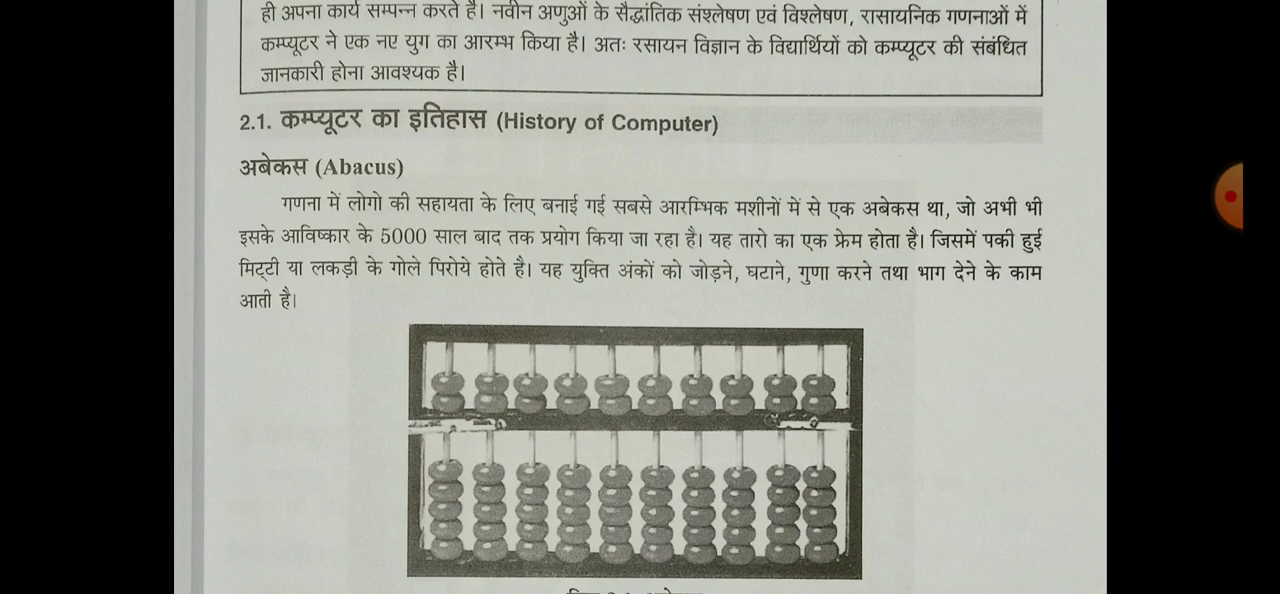 ही अपना कार्य सम्पन्न करते है। नवीन अणुओं के सैद्धांतिक संश्लेषण एवं विश्लेषण, रासायनिक गणनाओं में
कम्प्यूटर ने एक नए युग का आरम्भ किया है। अतः रसायन विज्ञान के विद्यार्थियों को कम्प्यूटर की संबंधित
जानकारी होना आवश्यक है।
2.1. कम्प्यूटर का इतिहास (History of Computer)
अबेकस (Abacus)
गणना में लोगो की सहायता के लिए बनाई गई सबसे आरम्भिक मशीनों में से एक अबेकस था, जो अभी भी
इसके आविष्कार के 5000 साल बाद तक प्रयोग किया जा रहा है। यह तारो का एक फ्रेम होता है। जिसमें पकी हुई
मिट्टी या लकड़ी के गोले पिरोये होते है। यह युक्ति अंकों को जोड़ने, घटाने, गुणा करने तथा भाग देने के काम
आती है।